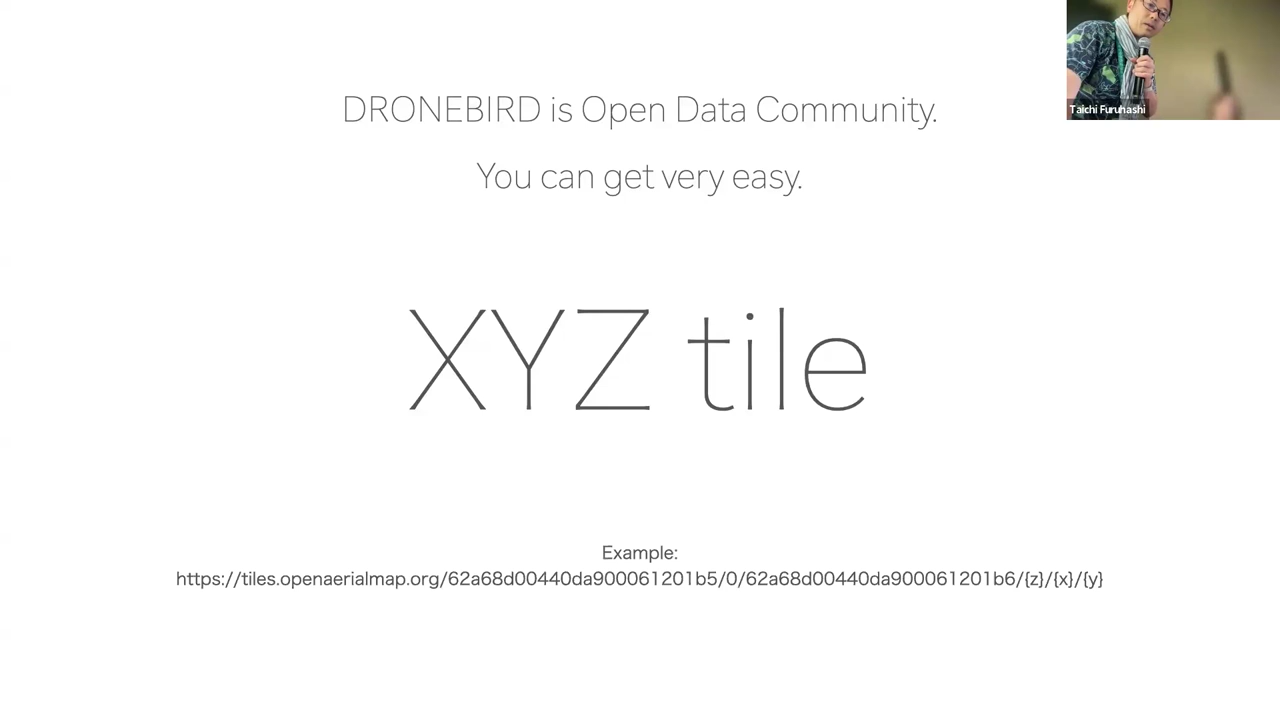 DRONEBIRD is Open Data Community.
You can get very easy.
XYZ tile
Example:
https://tiles.openaerialmap.org/62a68d00440da900061201b5/0/62a68d00440da900061201b6/{z}/{x}/{y}
Taichi Furuhashi